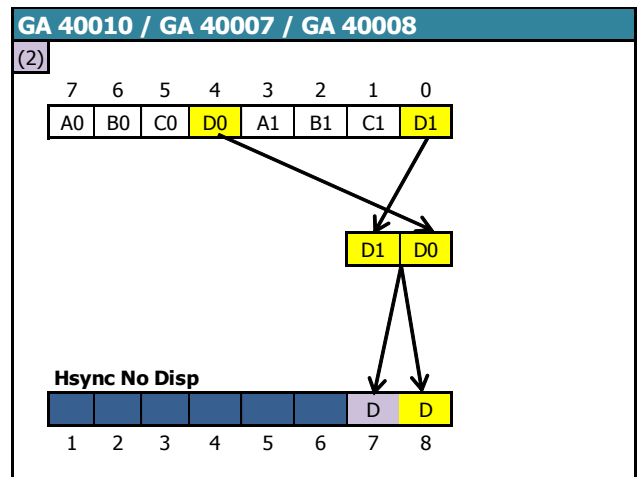 GA 40010 / GA 40007 / GA 40008
(2)
7 6 5 4 3 2 1 0
A0 B0 C0 D0 A1 B1 C1 D1
D1 D0
Hsync No Disp
D D
1 2 3 4 5 6 7 8